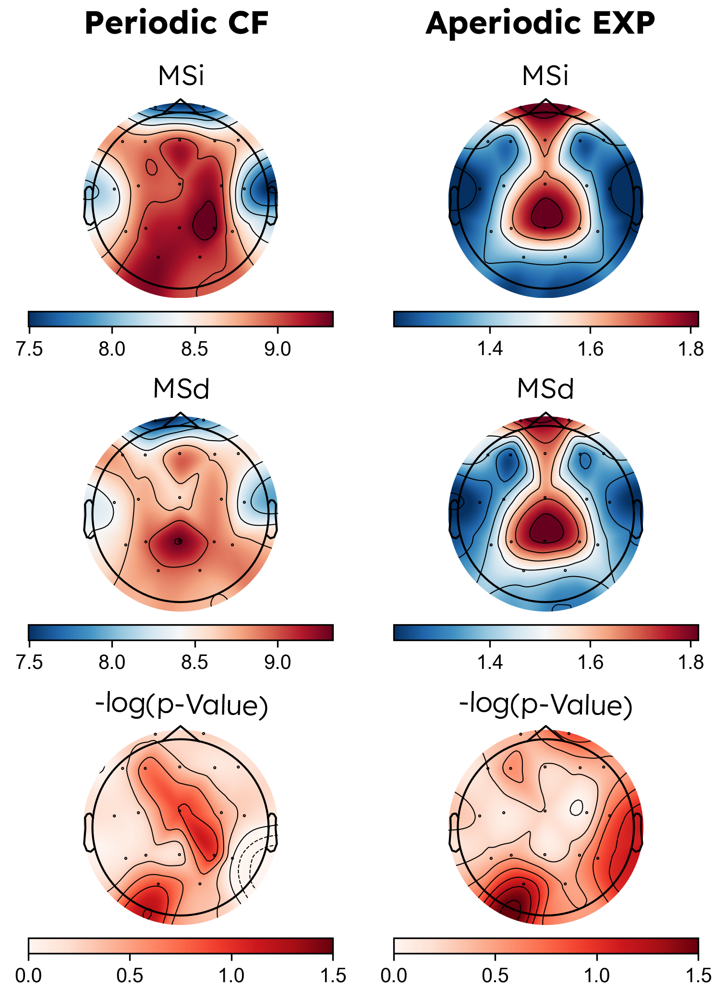 Periodic CF Aperiodic EXP
MSi MSi
7.5 8.0 8.5 9.0 1.4 1.6 1.8
MSd MSd
7.5 8.0 8.5 9.0 1.4 1.6 1.8
-log(p-Value) -log(p-Value)
0.0 0.5 1.0 1.5 0.0 0.5 1.0 1.5